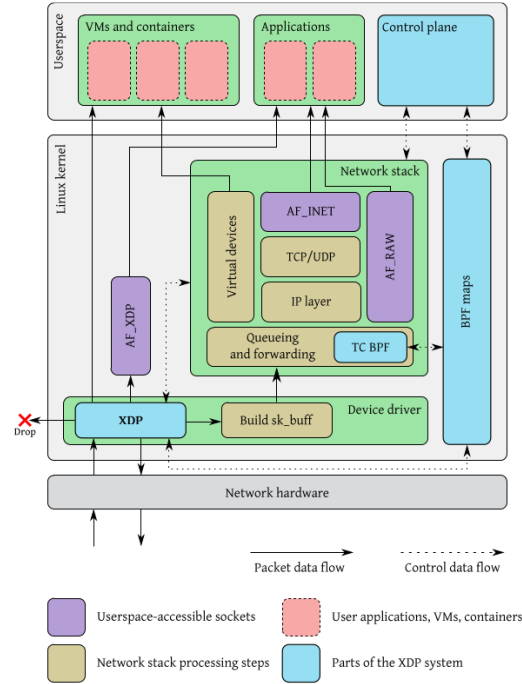 Userspace
VMs and containers
Applications
Control plane
Linux kernel
Network stack
Virtual devices
AF_INET
TCP/UDP
IP layer
AF_RAW
BPF maps
AF_XDP
Queueing
and forwarding
TC BPF
Device driver
XDP
Build sk_buff
Drop
Network hardware
Packet data flow
Control data flow
Userspace-accessible sockets
User applications, VMs, containers
Network stack processing steps
Parts of the XDP system